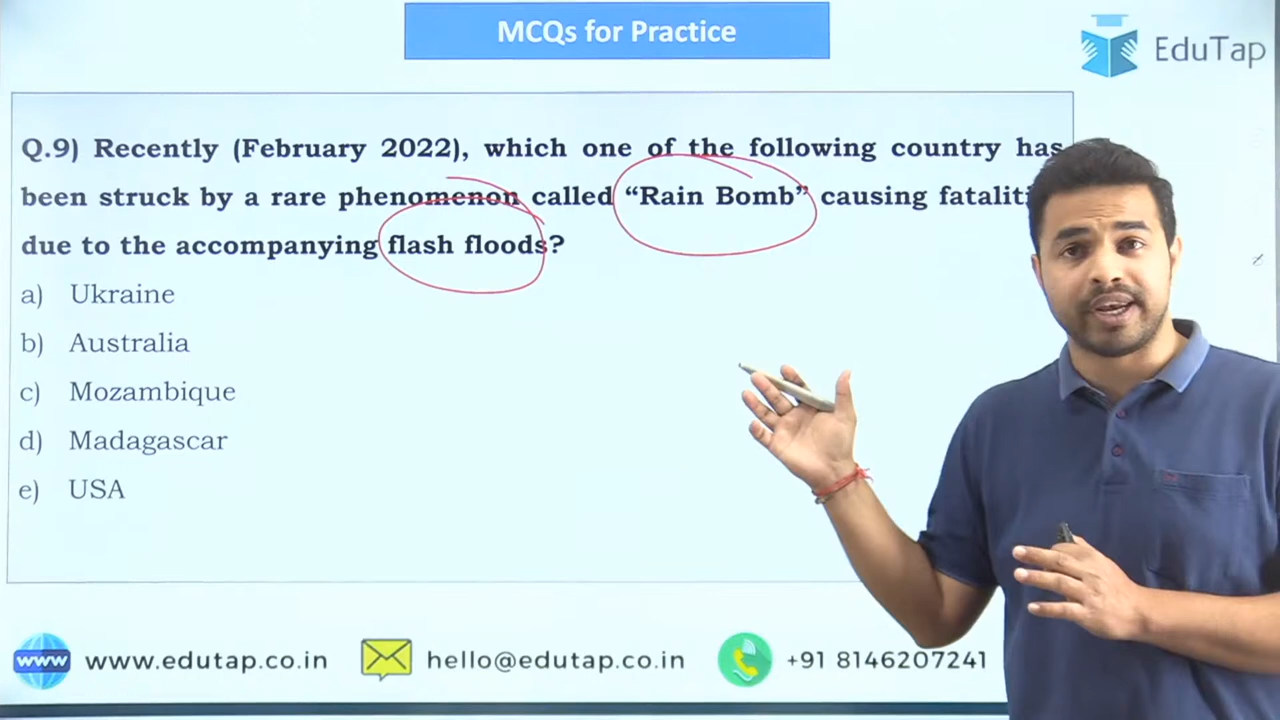 MCQs for Practice
EduTap
Q.9) Recently (February 2022), which one of the following country has
been struck by a rare phenomenon called “Rain Bomb” causing
due to the accompanying flash floods?
a) Ukraine
b) Australia
c) Mozambique
d) Madagascar
e) USA
www www.edutap.co.in hello@edutap.co.in +91 8146207241